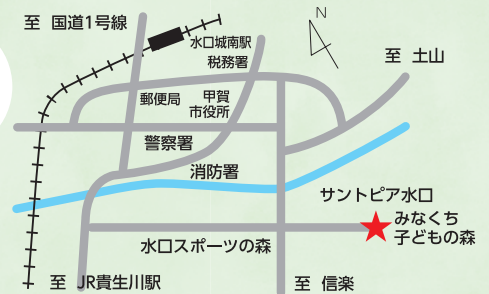 至 国道1号線
N
水口城南駅
税務署
至 土山
郵便局
甲賀
市役所
警察署
消防署
サントピア水口
みなくち
子どもの森
水口スポーツの森
至 JR貴生川駅
至 信楽